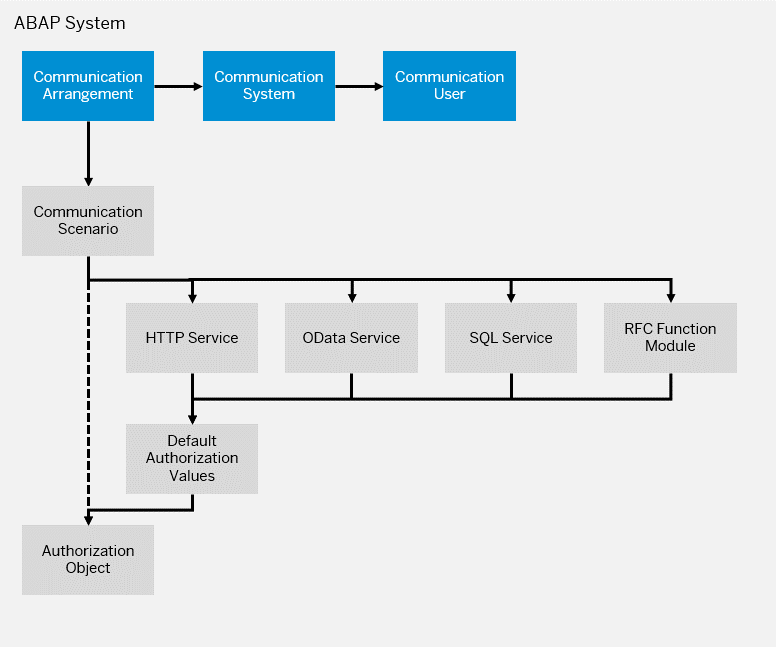 ABAP System
Communication
Arrangement
Communication
System
Communication
User
Communication
Scenario
HTTP Service
OData Service
SQL Service
RFC Function
Module
Default
Authorization
Values
Authorization
Object